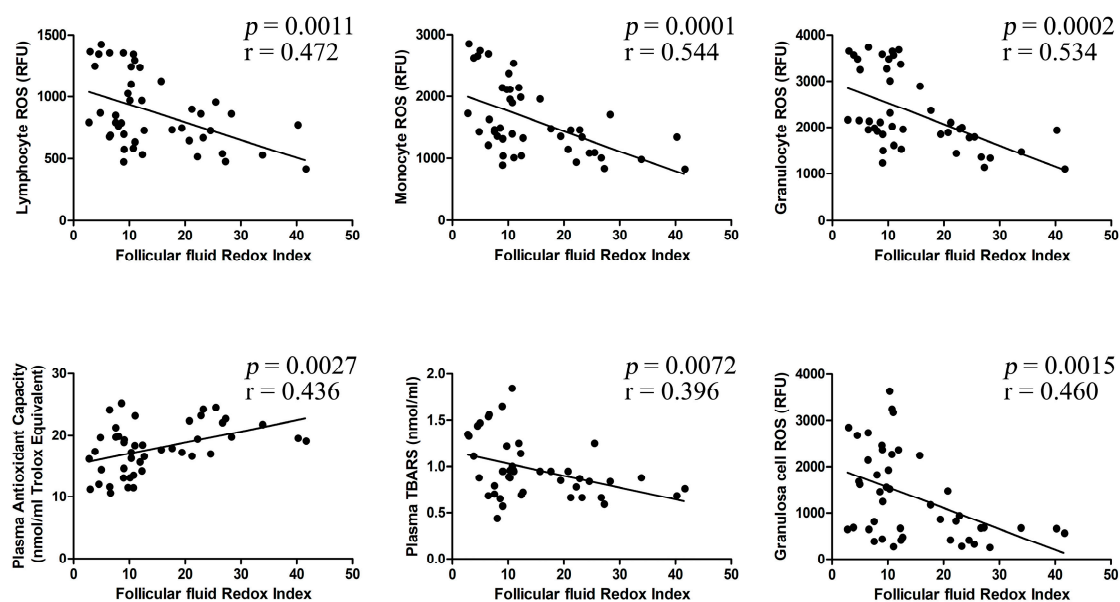 p = 0.0011
r = 0.472
1500
1000
500
0
Lymphocyte ROS (RFU)
0 10 20 30 40 50
Follicular fluid Redox Index
p = 0.0001
r = 0.544
3000
2000
1000
0
Monocyte ROS (RFU)
0 10 20 30 40 50
Follicular fluid Redox Index
p = 0.0002
r = 0.534
4000
3000
2000
1000
0
Granulocyte ROS (RFU)
0 10 20 30 40 50
Follicular fluid Redox Index
p = 0.0027
r = 0.436
30
20
10
0
Plasma Antioxidant Capacity
(nmol/ml Trolox Equivalent)
0 10 20 30 40 50
Follicular fluid Redox Index
p = 0.0072
r = 0.396
2.0
1.5
1.0
0.5
0.0
Plasma TBARS (nmol/ml)
0 10 20 30 40 50
Follicular fluid Redox Index
p = 0.0015
r = 0.460
4000
3000
2000
1000
0
Granulosa cell ROS (RFU)
0 10 20 30 40 50
Follicular fluid Redox Index